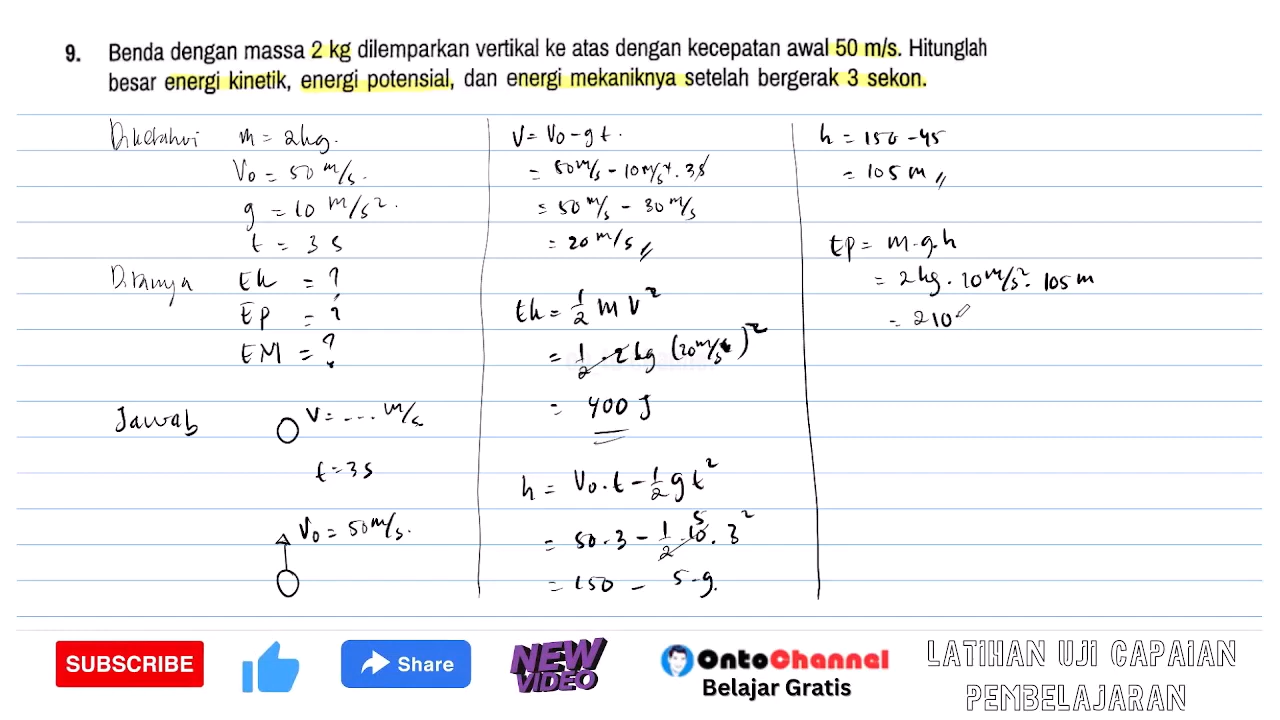 9. Benda dengan massa 2 kg dilemparkan vertikal ke atas dengan kecepatan awal 50 m/s. Hitunglah
besar energi kinetik, energi potensial, dan energi mekaniknya setelah bergerak 3 sekon.
Diketahui m = 2kg.
V₀ = 50 m/s.
g = 10 m/s².
t = 3 s
Ditanya Ek = ?
EP = ?
EM = ?
Jawab V = ... m/s
t = 3s
V₀ = 50 m/s.
V = V₀ - g t.
= 50 m/s - 10 m/s² . 3s
= 50 m/s - 30 m/s
= 20 m/s //
Ek = 1/2 m v²
= 1/2 . 2 kg (20 m/s)²
= 400 J
h = V₀.t - 1/2 g t²
= 50 . 3 - 1/2 . 10 5 . 3²
= 150 - 5.9.
h = 150 - 45
= 105 m //
EP = m.g.h
= 2kg . 10 m/s² . 105 m
= 210
SUBSCRIBE
Share
NEW
VIDEO
OntoChannel
Belajar Gratis
LATIHAN UJI CAPAIAN
PEMBELAJARAN